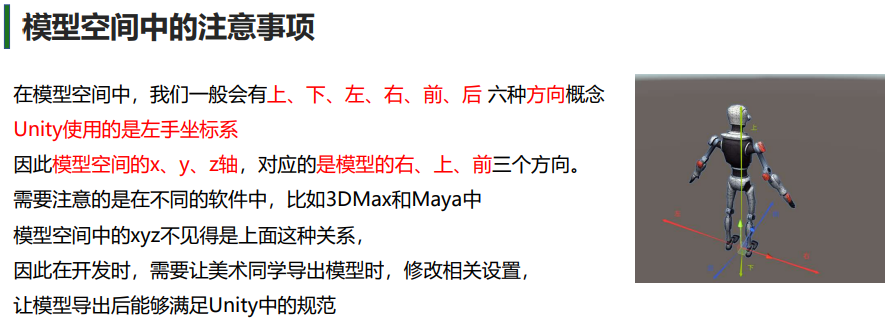 模型空间中的注意事项
在模型空间中，我们一般会有上、下、左、右、前、后 六种方向概念
Unity使用的是左手坐标系
因此模型空间的x、y、z轴，对应的是模型的右、上、前三个方向。
需要注意的是在不同的软件中，比如3DMax和Maya中
模型空间中的xyz不见得是上面这种关系，
因此在开发时，需要让美术同学导出模型时，修改相关设置，
让模型导出后能够满足Unity中的规范
上
下